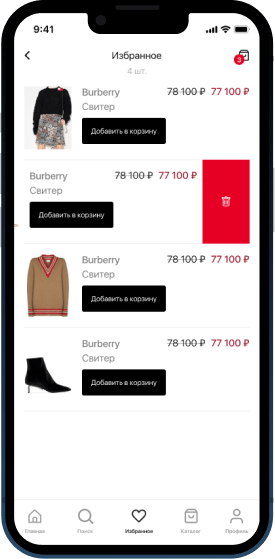 9:41
Избранное
3
4 шт.
Burberry 78 100 ₽ 77 100 ₽
Свитер
Добавить в корзину
Burberry 78 100 ₽ 77 100 ₽
Свитер
Добавить в корзину
Burberry 78 100 ₽ 77 100 ₽
Свитер
Добавить в корзину
Burberry 78 100 ₽ 77 100 ₽
Свитер
Добавить в корзину
Главная Поиск Избранное Каталог Профиль